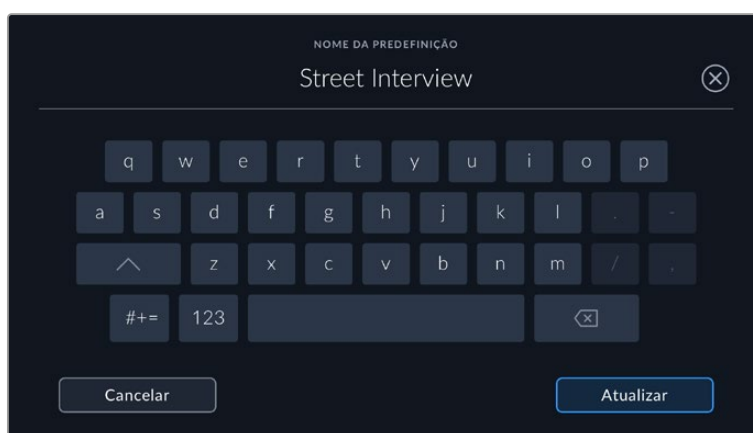 NOME DA PREDEFINIÇÃO
Street Interview
q w e r t y u i o p
a s d f g h j k l . -
z x c v b n m / ,
#+= 123
Cancelar Atualizar